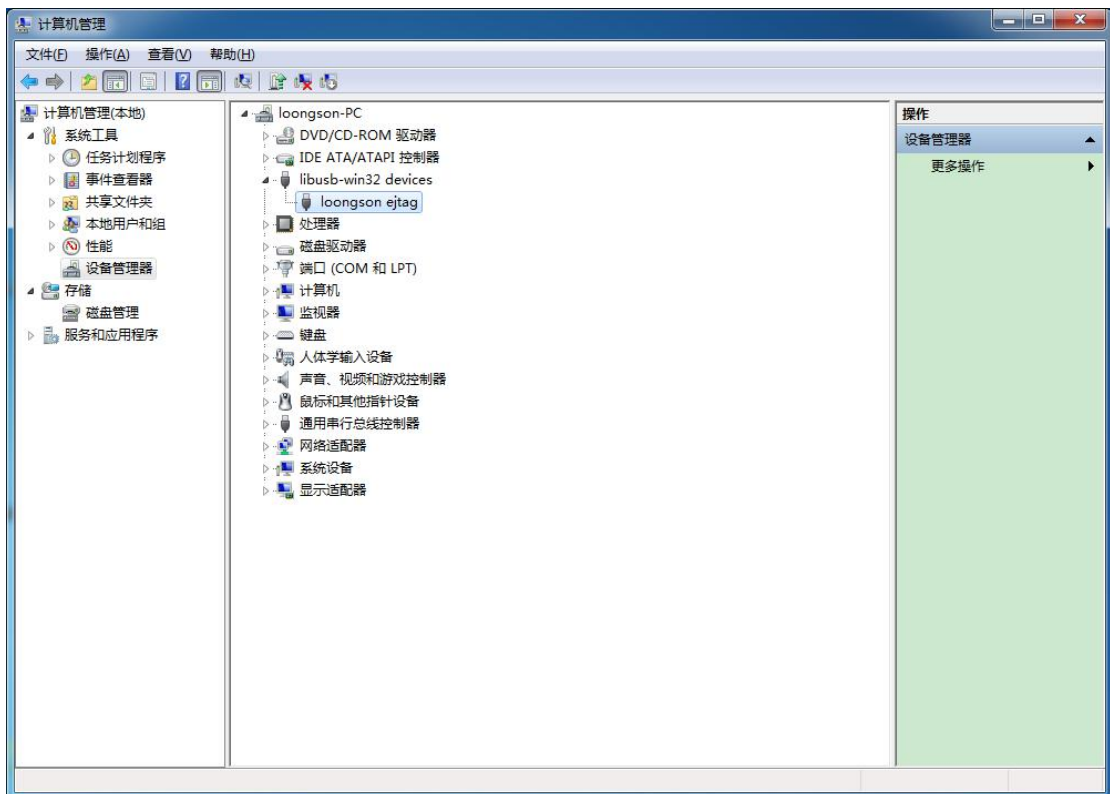 计算机管理
文件(F) 操作(A) 查看(V) 帮助(H)
计算机管理(本地)
系统工具
任务计划程序
事件查看器
共享文件夹
本地用户和组
性能
设备管理器
存储
磁盘管理
服务和应用程序
loongson-PC
DVD/CD-ROM 驱动器
IDE ATA/ATAPI 控制器
libusb-win32 devices
loongson ejtag
处理器
磁盘驱动器
端口 (COM 和 LPT)
计算机
监视器
键盘
人体学输入设备
声音、视频和游戏控制器
鼠标和其他指针设备
通用串行总线控制器
网络适配器
系统设备
显示适配器
操作
设备管理器
更多操作